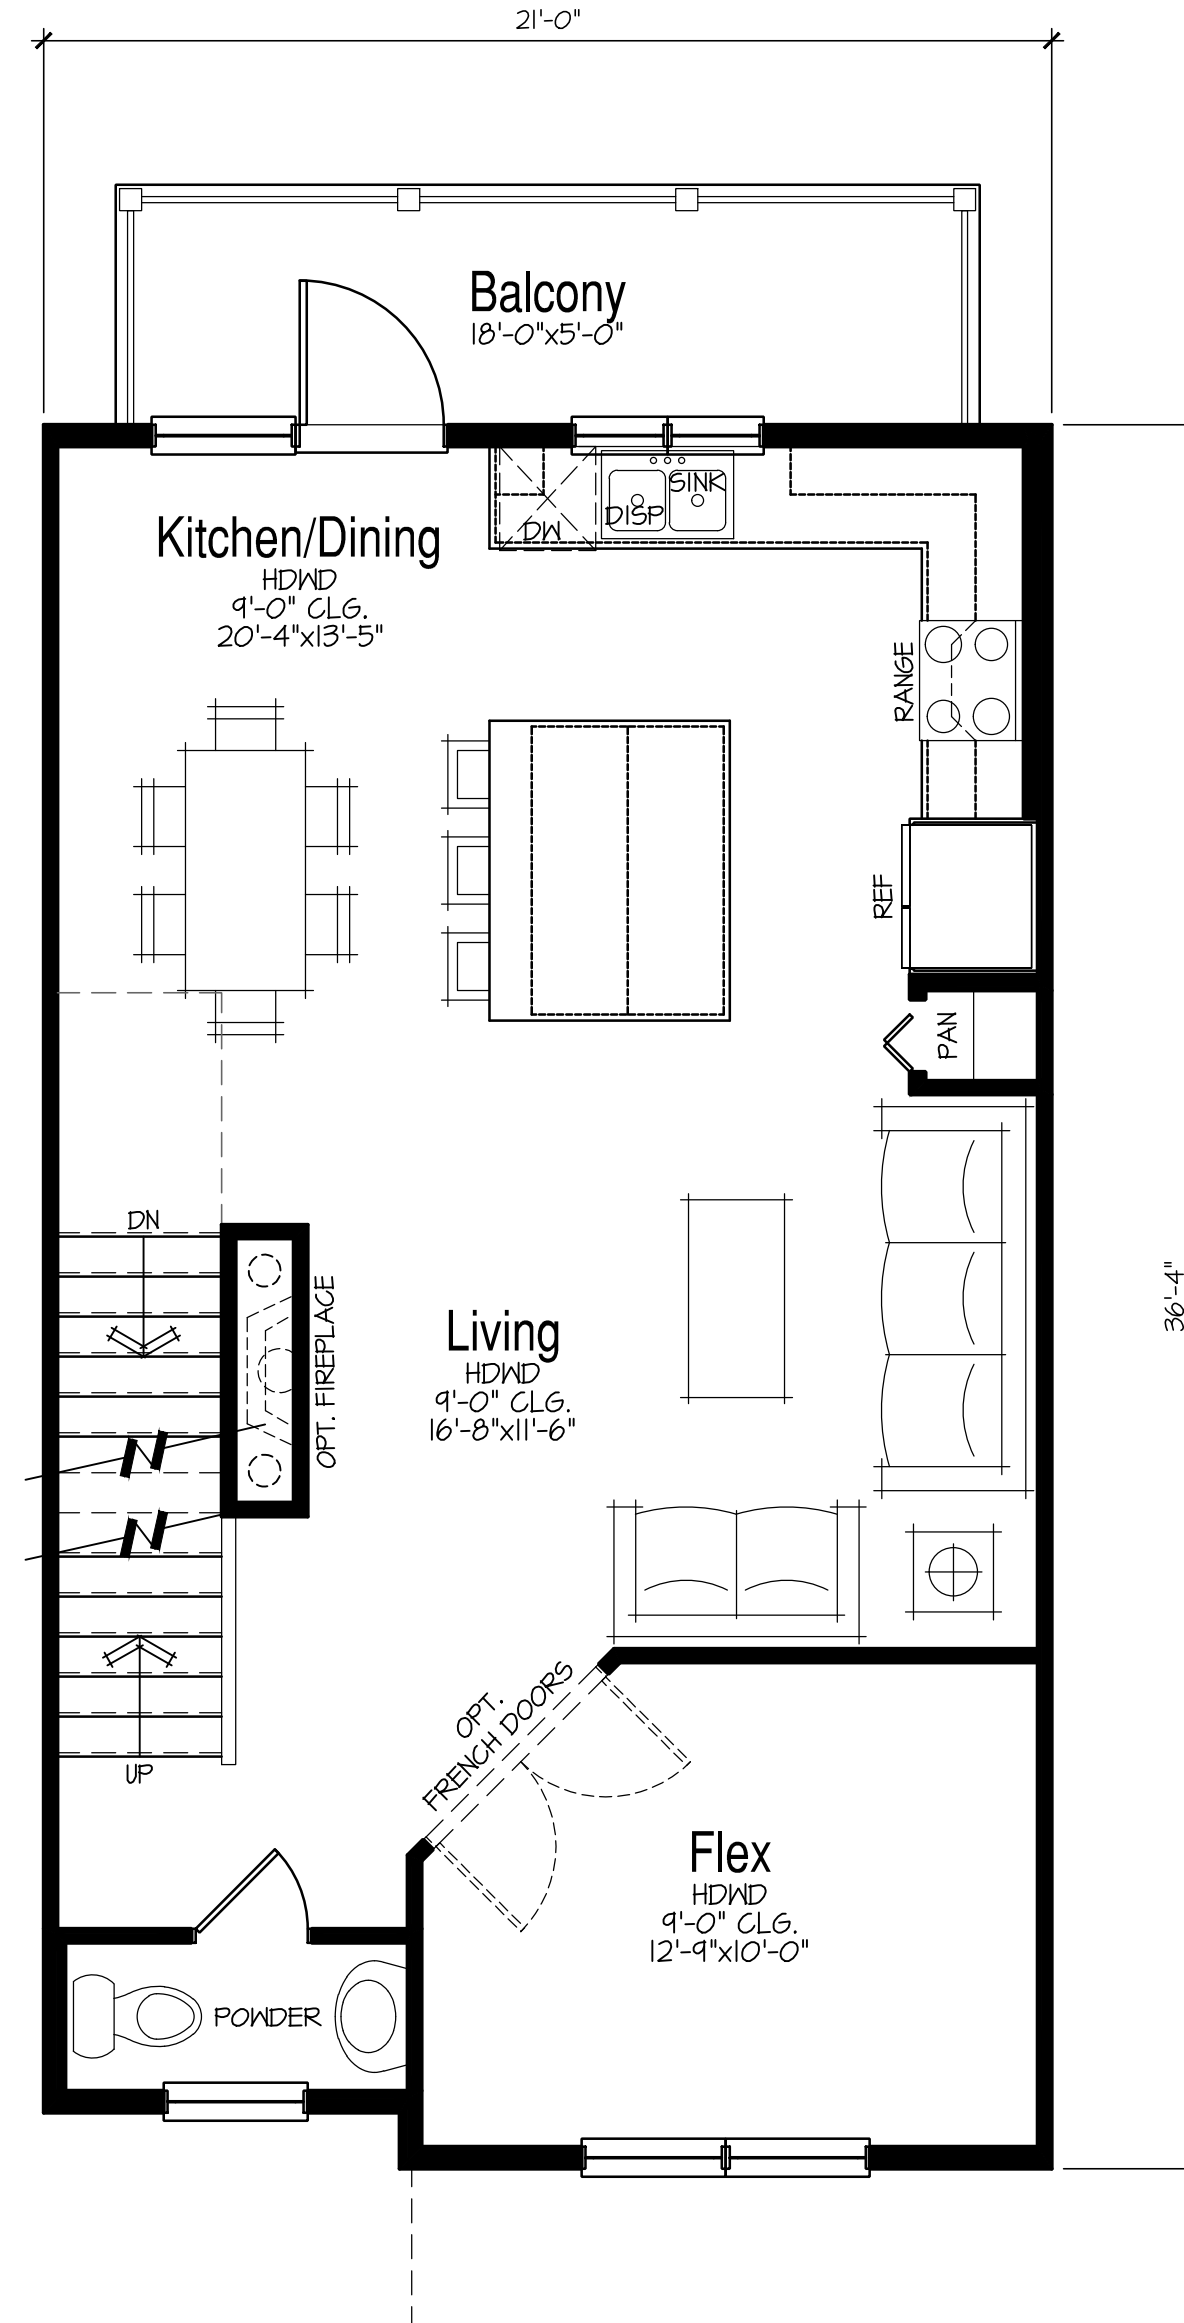 21'-0"
Balcony
18'-0"x5'-0"
SINK
DISP
DW
Kitchen/Dining
HDWD
9'-0" CLG.
20'-4"x13'-5"
RANGE
REF
PAN
DN
OPT. FIREPLACE
36'-4"
Living
HDWD
9'-0" CLG.
16'-8"x11'-6"
OPT.
FRENCH DOORS
UP
Flex
HDWD
9'-0" CLG.
12'-9"x10'-0"
POWDER